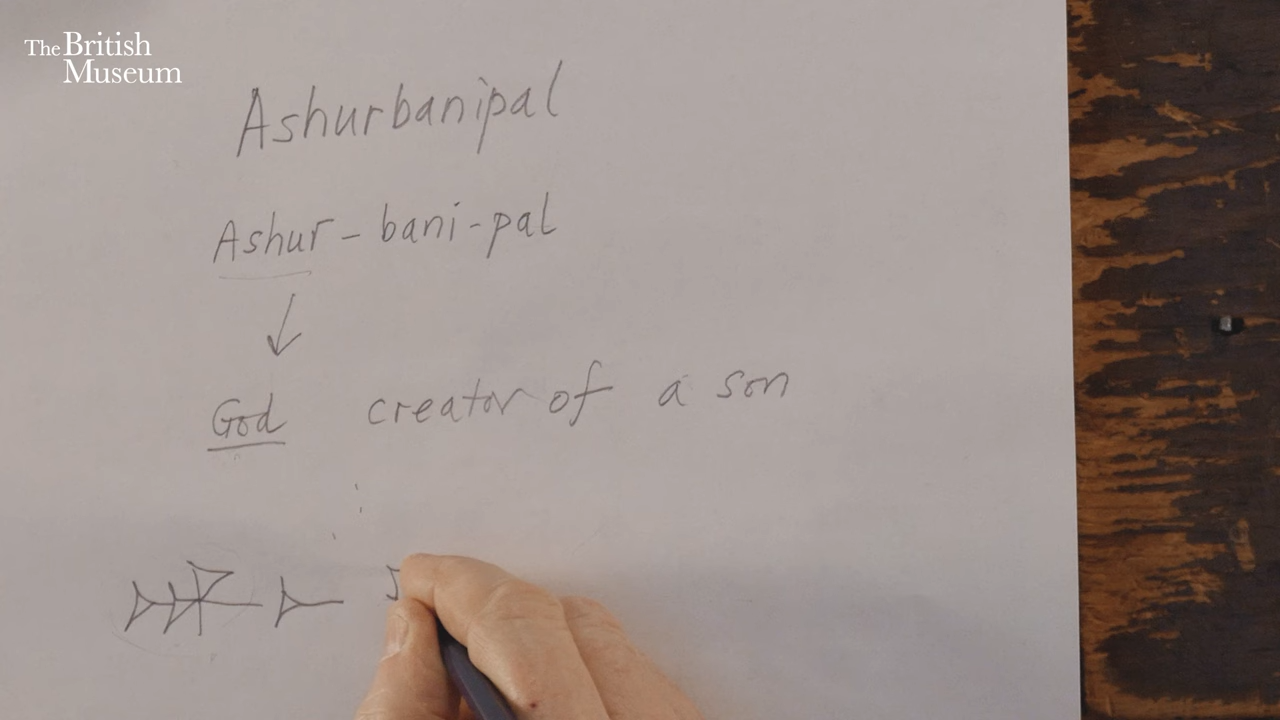 The British
Museum
Ashurbanipal
Ashur - bani - pal
God creator of a son
𒀭 𒀸